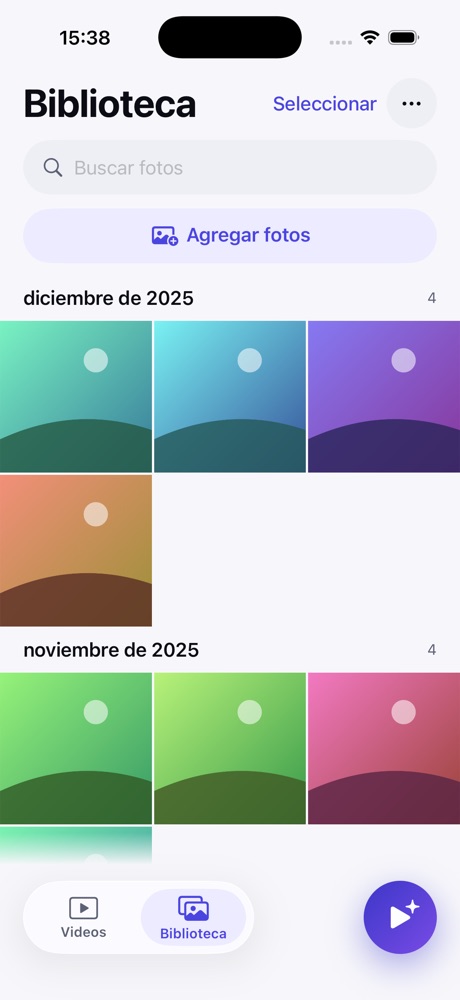 15:38
Biblioteca
Seleccionar
Buscar fotos
Agregar fotos
diciembre de 2025
4
noviembre de 2025
4
Videos
Biblioteca